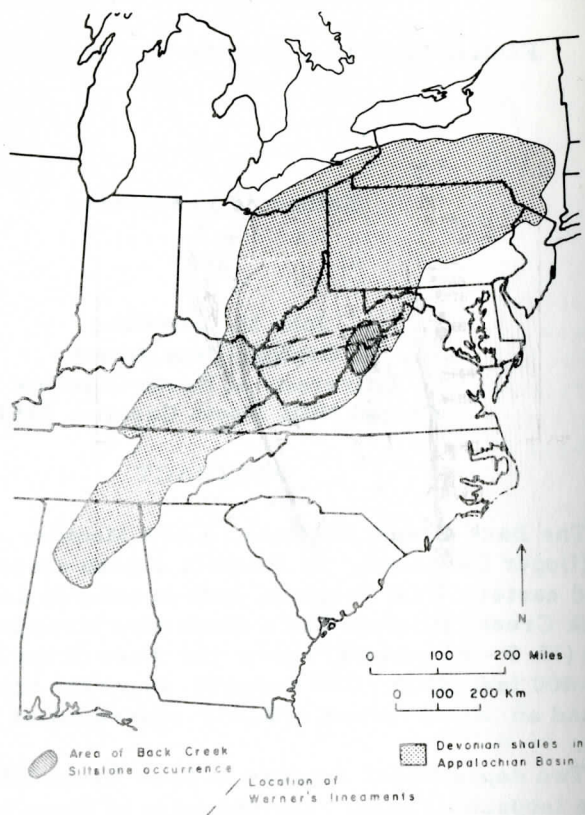 N
0 100 200 Miles
0 100 200 Km
Area of Back Creek
Siltstone occurrence
Devonian shales in
Appalachian Basin
Location of
Werner's lineaments